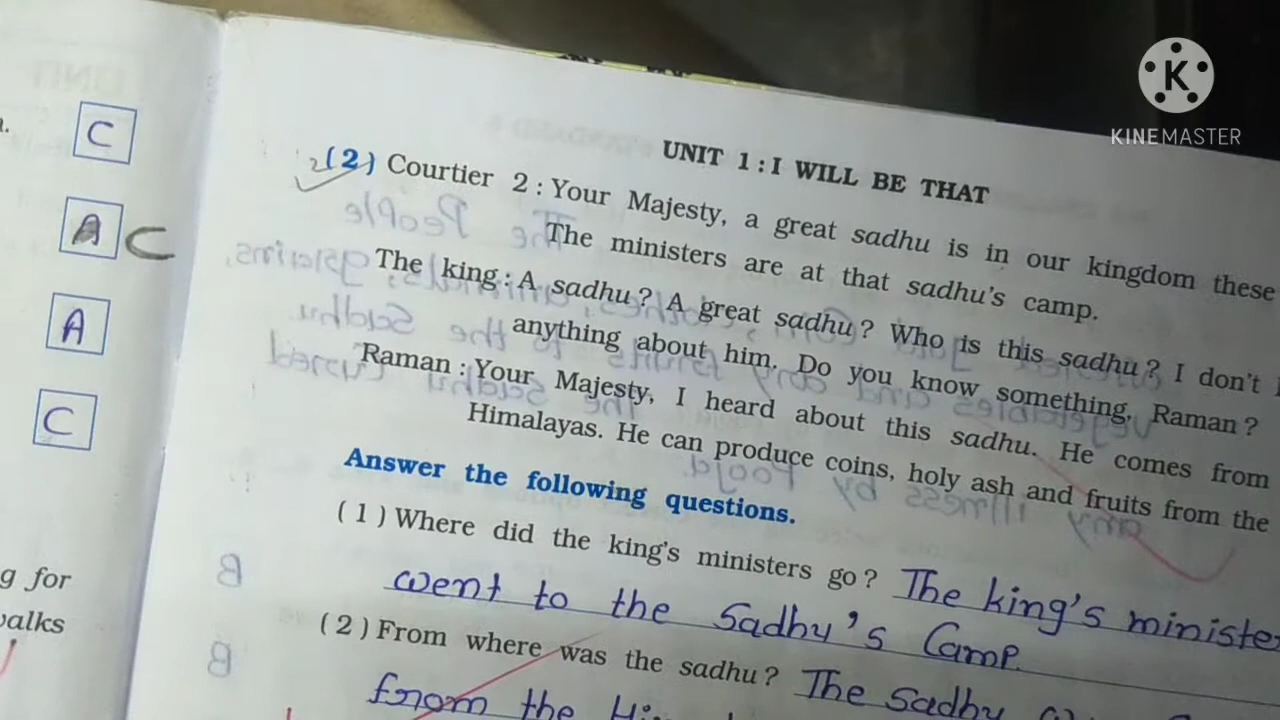 C
A C
A
C
g for
KINEMASTER
UNIT 1 : I WILL BE THAT
(2) Courtier 2 : Your Majesty, a great sadhu is in our kingdom these
The ministers are at that sadhu's camp.
The king : A sadhu ? A great sadhu ? Who is this sadhu ? I don't
anything about him. Do you know something, Raman ?
Raman : Your Majesty, I heard about this sadhu. He comes from
Himalayas. He can produce coins, holy ash and fruits from the
Answer the following questions.
(1) Where did the king's ministers go ? The king's
went to the Sadhu's Camp.
(2) From where was the sadhu ? The Sadhu
from the